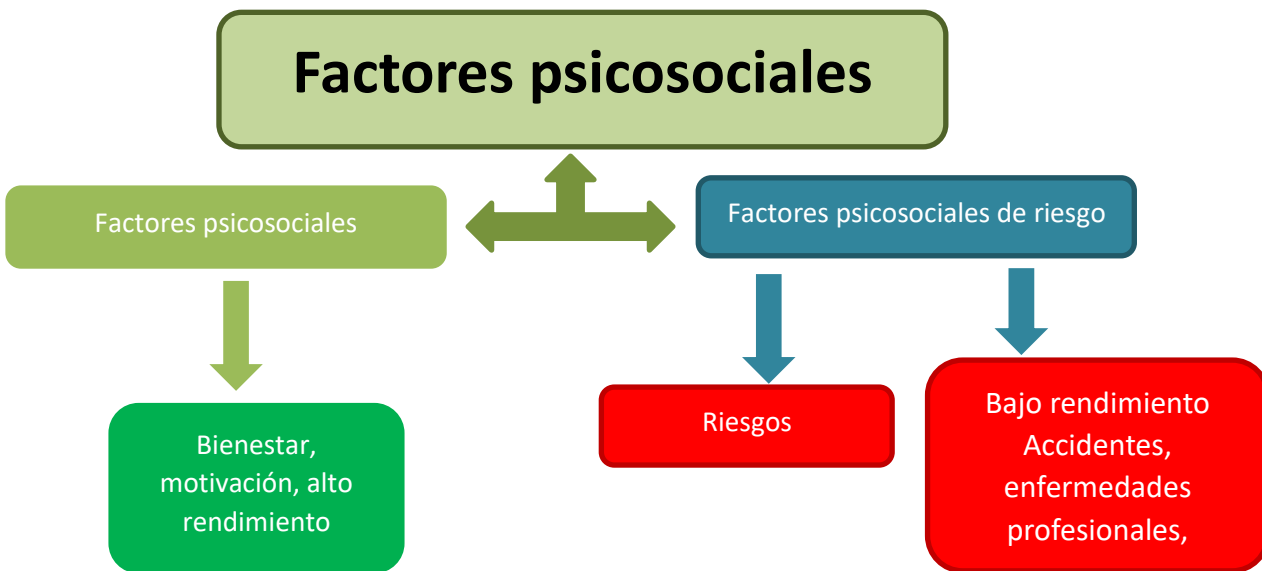 Factores psicosociales
Factores psicosociales
Factores psicosociales de riesgo
Bienestar,
motivación, alto
rendimiento
Riesgos
Bajo rendimiento
Accidentes,
enfermedades
profesionales,